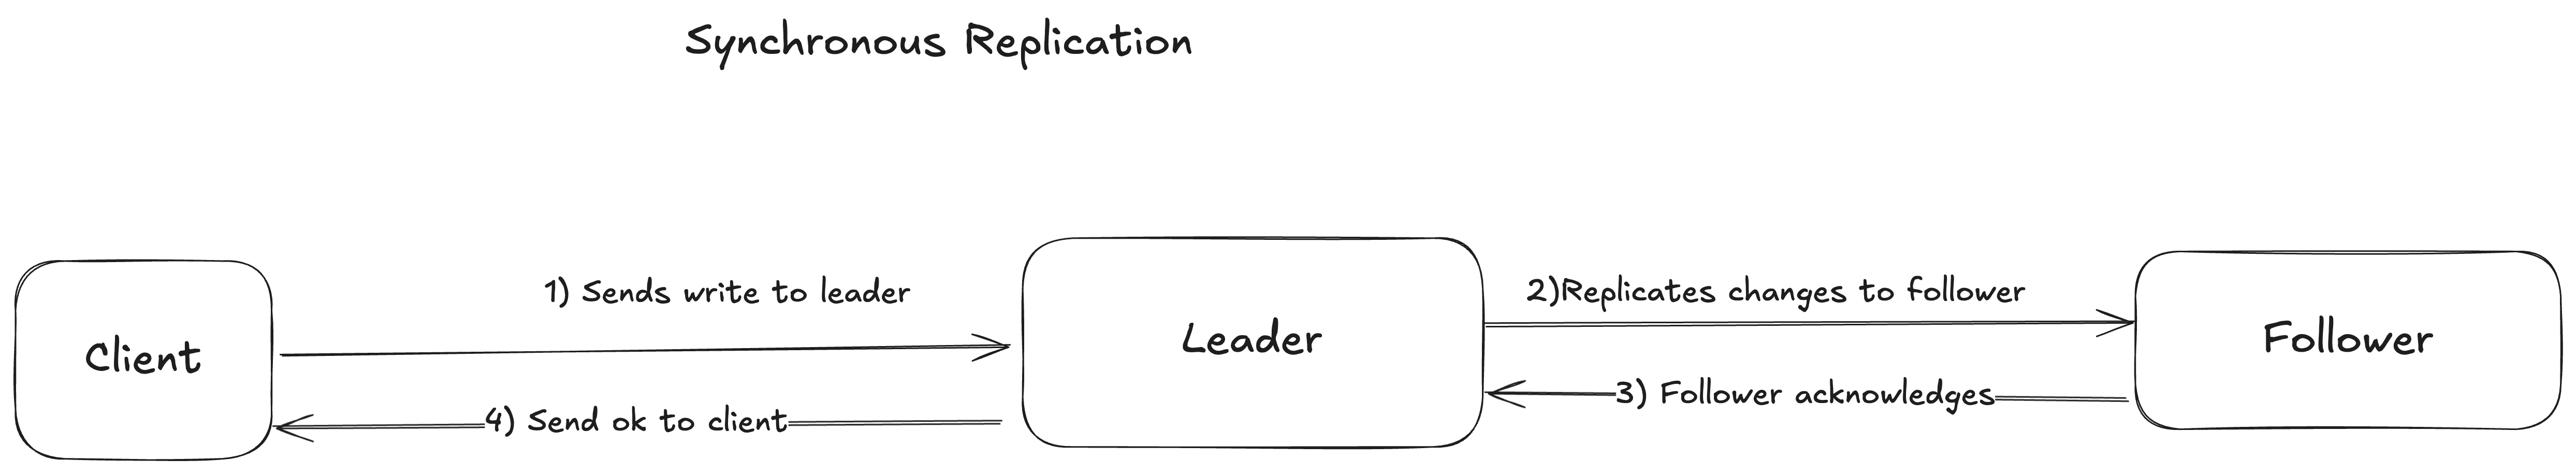 Synchronous Replication
1) Sends write to leader
2)Replicates changes to follower
Client
Leader
Follower
4) Send ok to client
3) Follower acknowledges